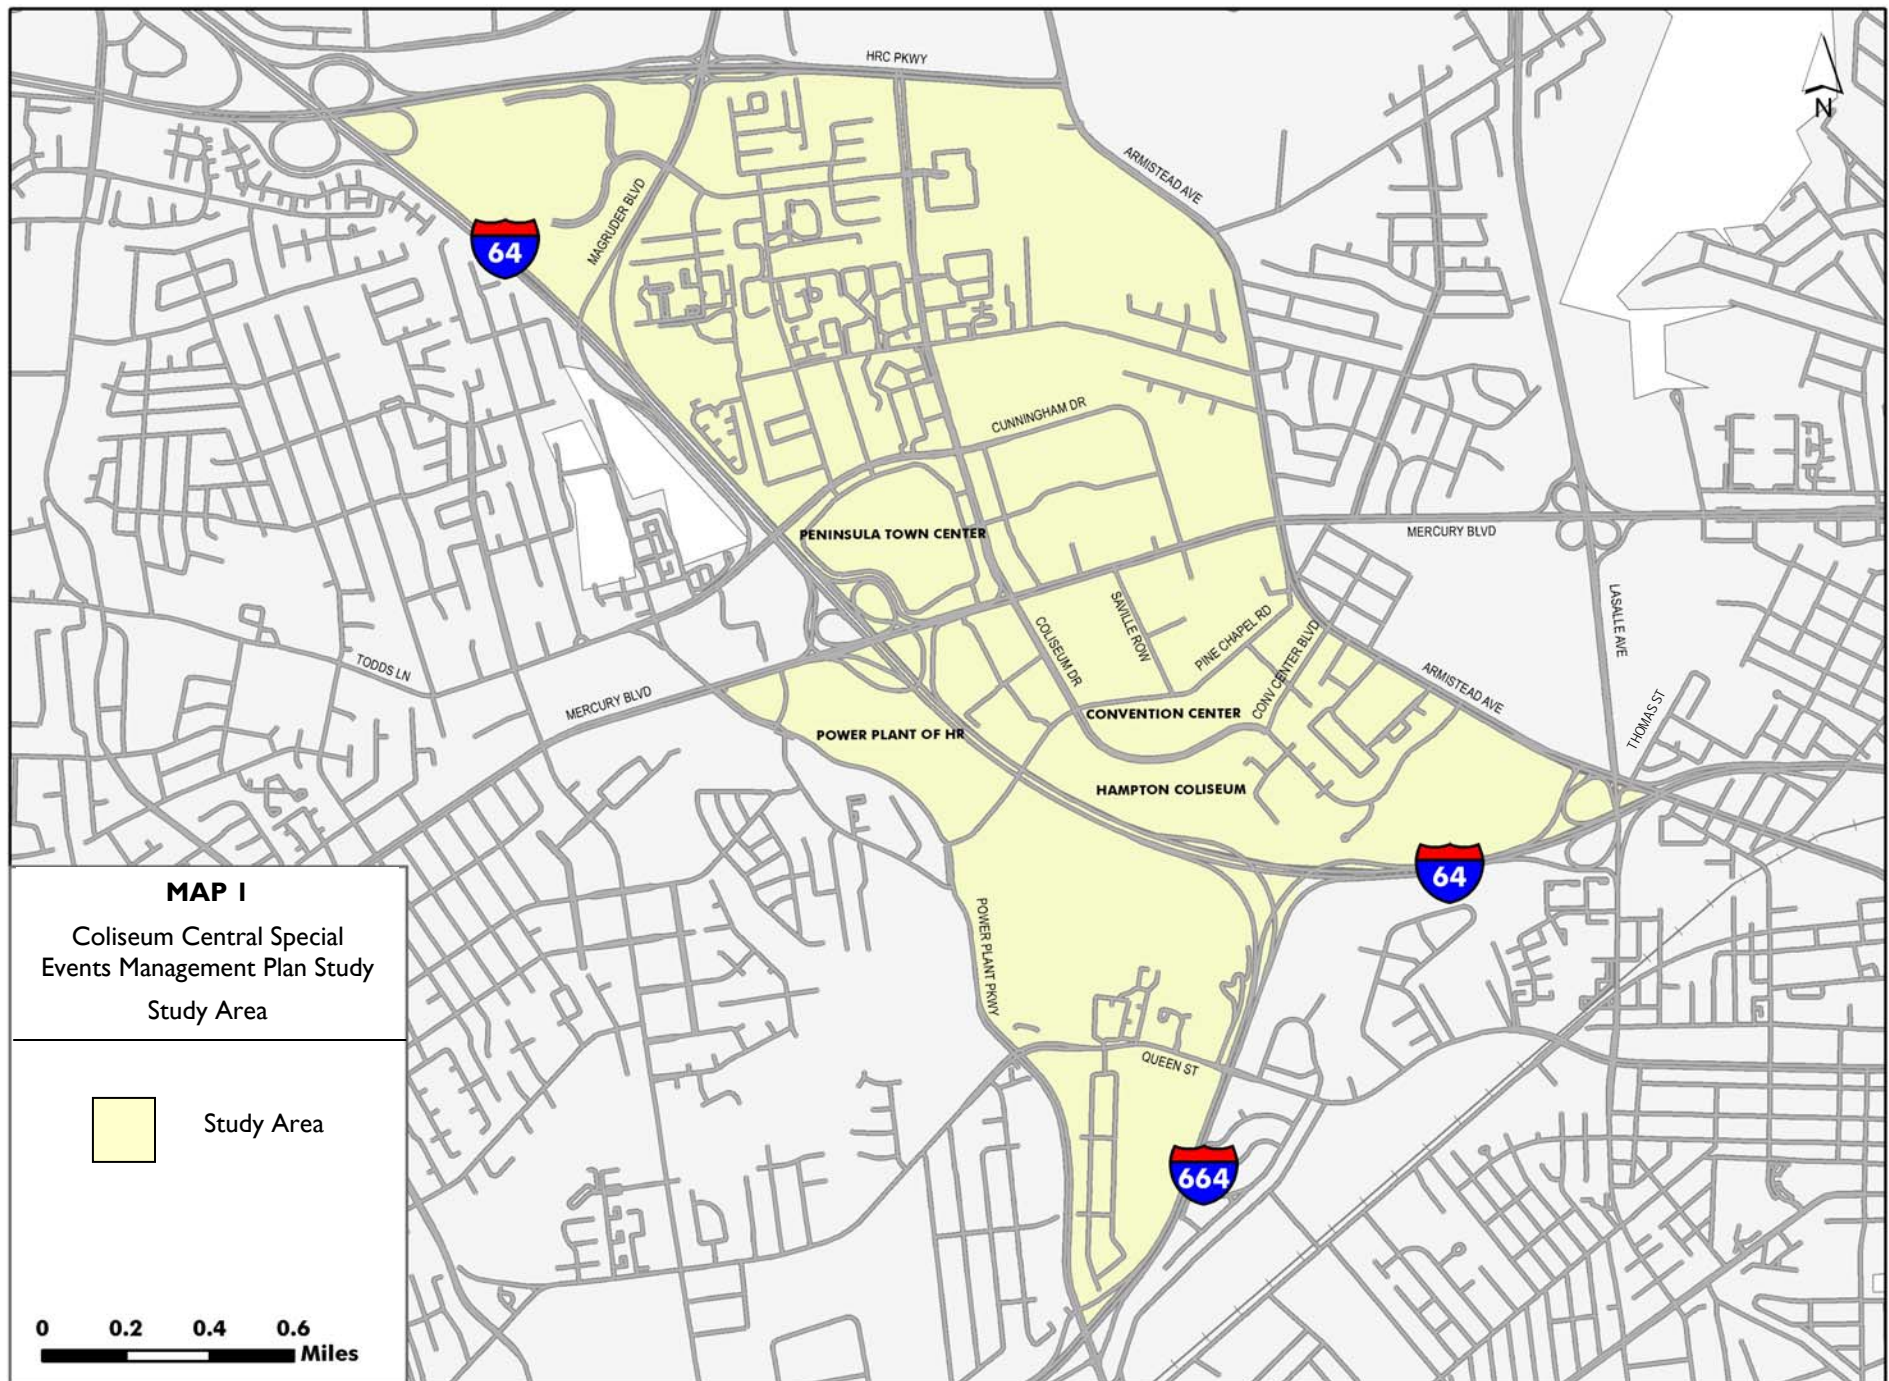 HRC PKWY
N
ARMISTEAD AVE
MAGRUDER BLVD
64
CUNNINGHAM DR
PENINSULA TOWN CENTER
MERCURY BLVD
LASALLE AVE
SAVILLE ROW
PINE CHAPEL RD
COLISEUM DR
CONV CENTER BLVD
TODDS LN
MERCURY BLVD
ARMISTEAD AVE
THOMAS ST
CONVENTION CENTER
POWER PLANT OF HR
HAMPTON COLISEUM
64
POWER PLANT PKWY
QUEEN ST
664
MAP 1
Coliseum Central Special
Events Management Plan Study
Study Area
Study Area
0 0.2 0.4 0.6
Miles